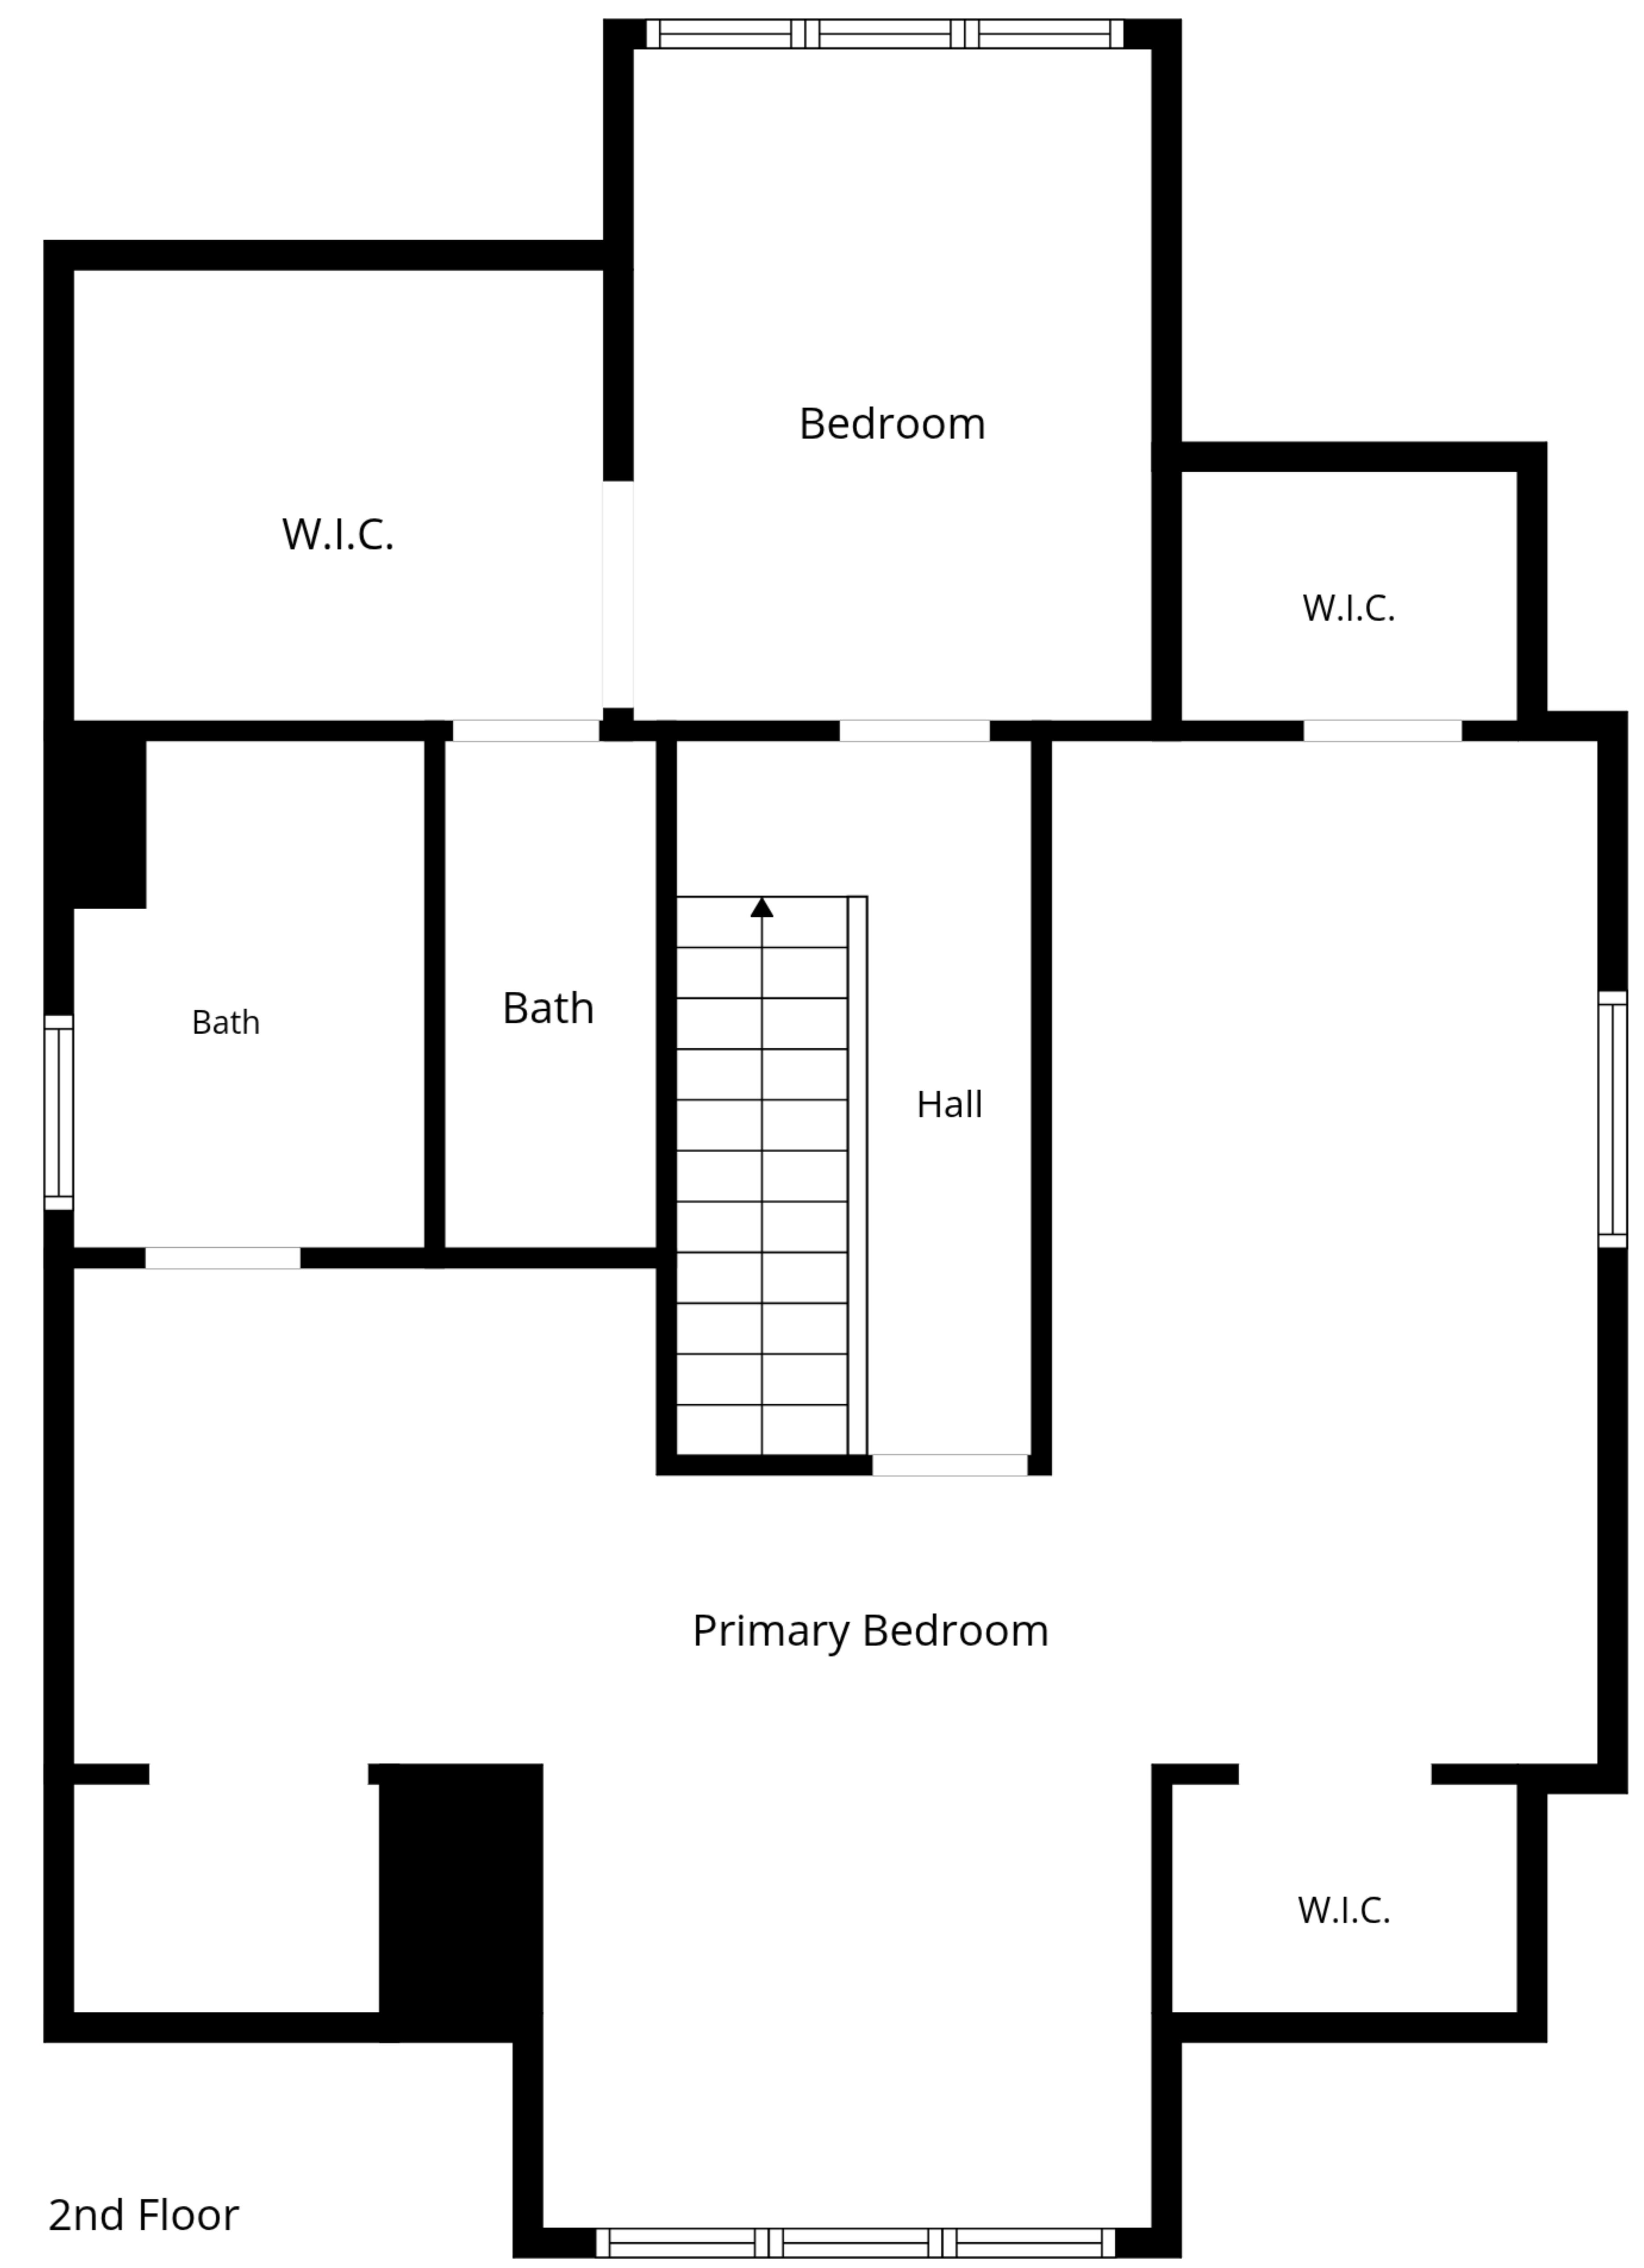 Bedroom
W.I.C.
W.I.C.
Bath
Bath
Hall
Primary Bedroom
W.I.C.
2nd Floor